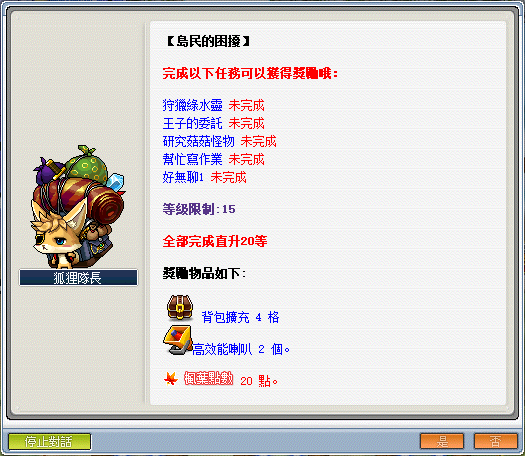 【島民的困擾】
完成以下任務可以獲得獎勵哦：
狩獵綠水靈 未完成
王子的委託 未完成
研究菇菇怪物 未完成
幫忙寫作業 未完成
好無聊1 未完成
等級限制：15
全部完成直升20等
獎勵物品如下：
背包擴充 4 格
高效能喇叭 2 個。
楓葉點數 20 點。
狐狸隊長
停止對話
是
否